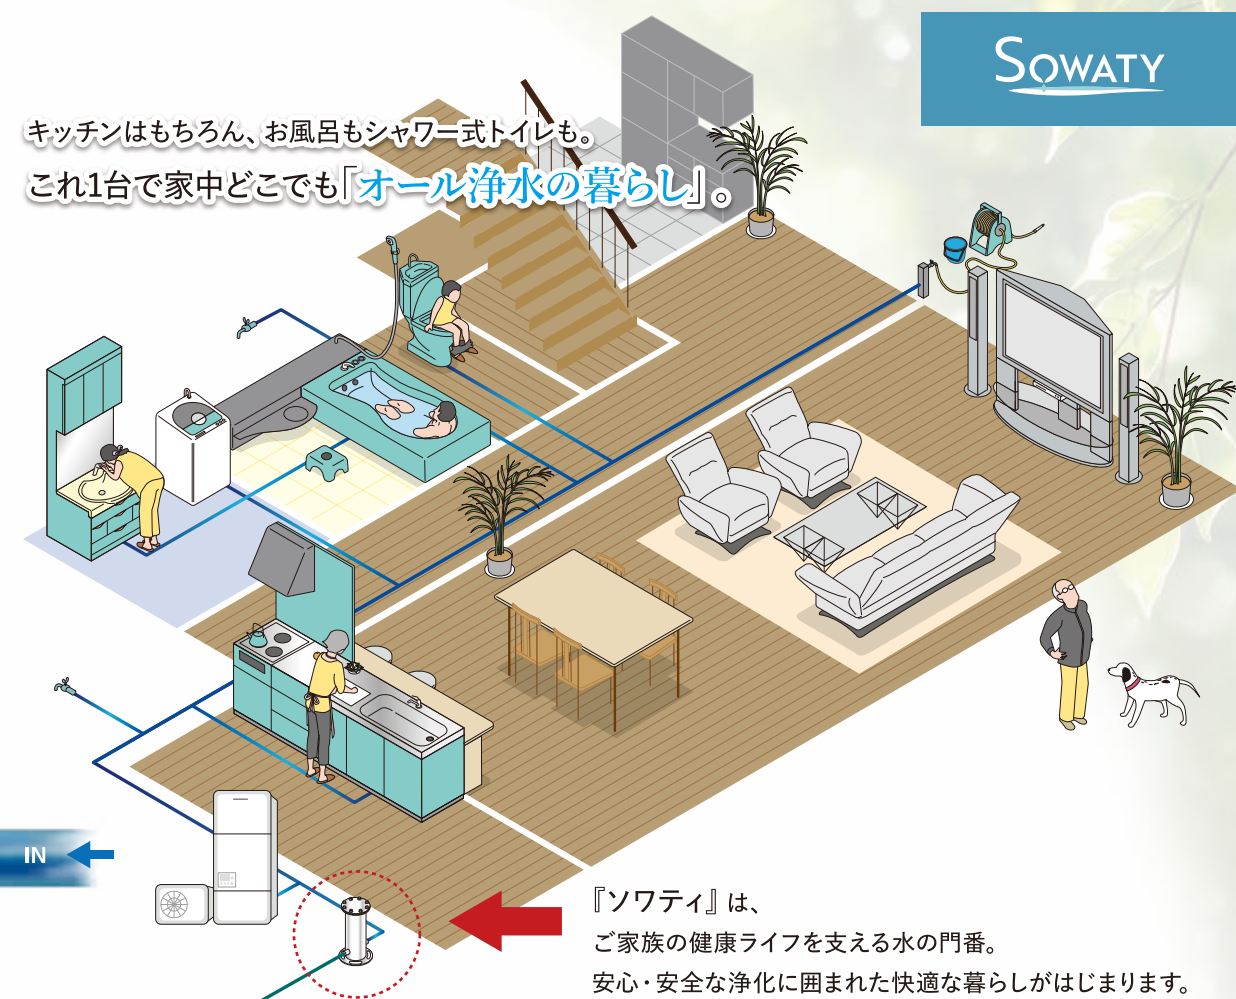 SOWATY
キッチンはもちろん、お風呂もシャワー式トイレも。
これ1台で家中どこでも「オール浄水の暮らし」。
IN
『ソワティ』は、
ご家族の健康ライフを支える水の門番。
安心・安全な浄化に囲まれた快適な暮らしがはじまります。